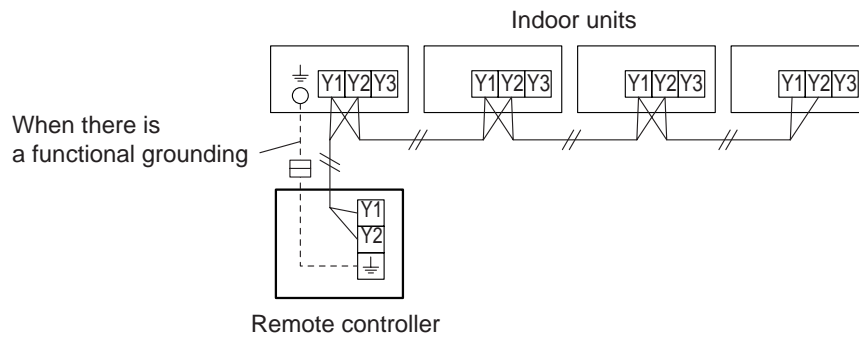 Indoor units
Y1 Y2 Y3 Y1 Y2 Y3 Y1 Y2 Y3 Y1 Y2 Y3
When there is
a functional grounding
Y1
Y2
Remote controller